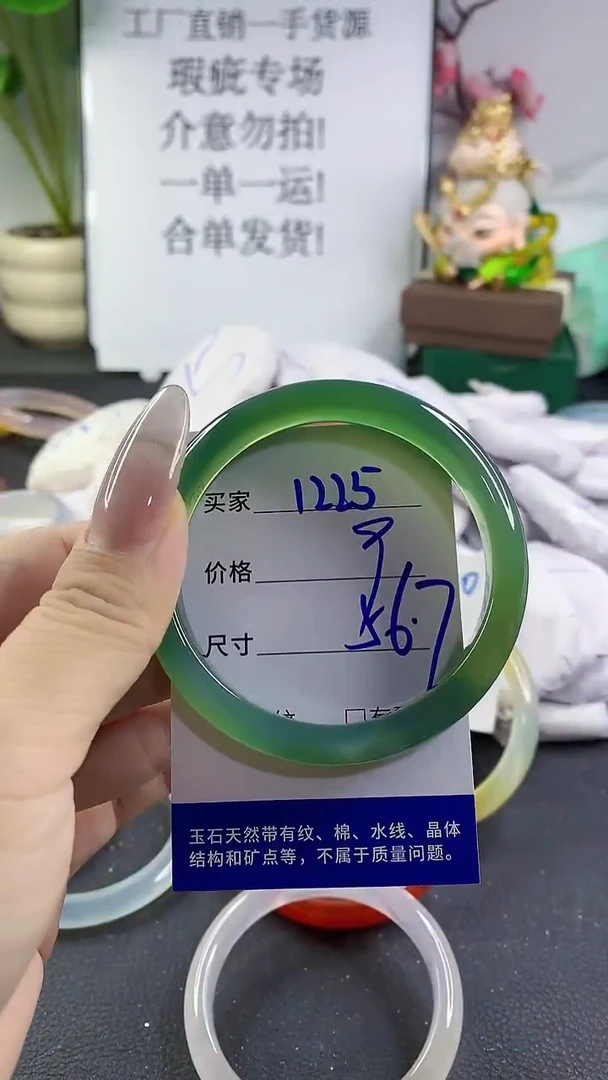 工厂直销一手货源
瑕疵专场
介意勿拍!
一单一运!
合单发货!
买家 1225
价格
尺寸 56.7
玉石天然带有纹、棉、水线、晶体
结构和矿点等，不属于质量问题。